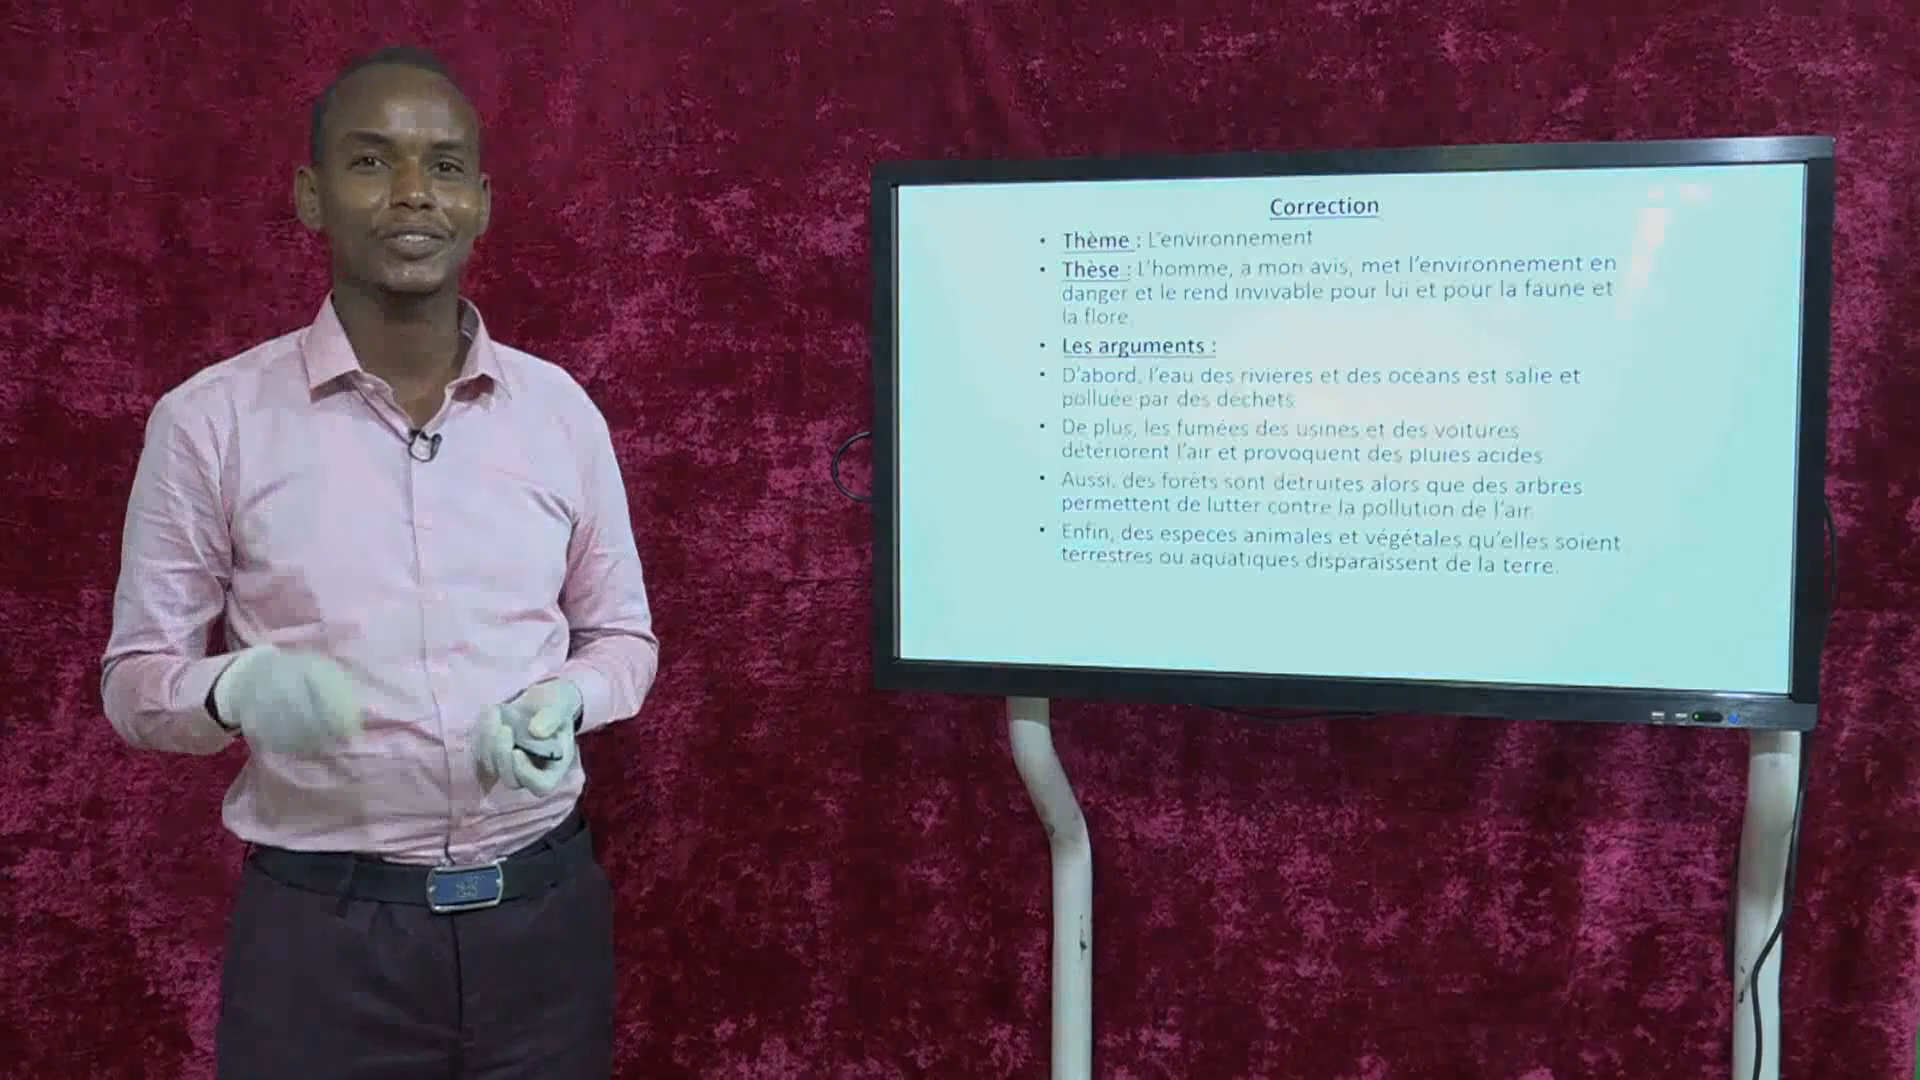 Correction
• Thème : L'environnement
• Thèse : L'homme, a mon avis, met l'environnement en
danger et le rend invivable pour lui et pour la faune et
la flore.
• Les arguments :
• D'abord, l'eau des rivières et des océans est salie et
polluée par des déchets
• De plus, les fumées des usines et des voitures
détériorent l'air et provoquent des pluies acides
• Aussi, des forêts sont détruites alors que des arbres
permettent de lutter contre la pollution de l'air.
• Enfin, des especes animales et végétales qu'elles soient
terrestres ou aquatiques disparaissent de la terre.